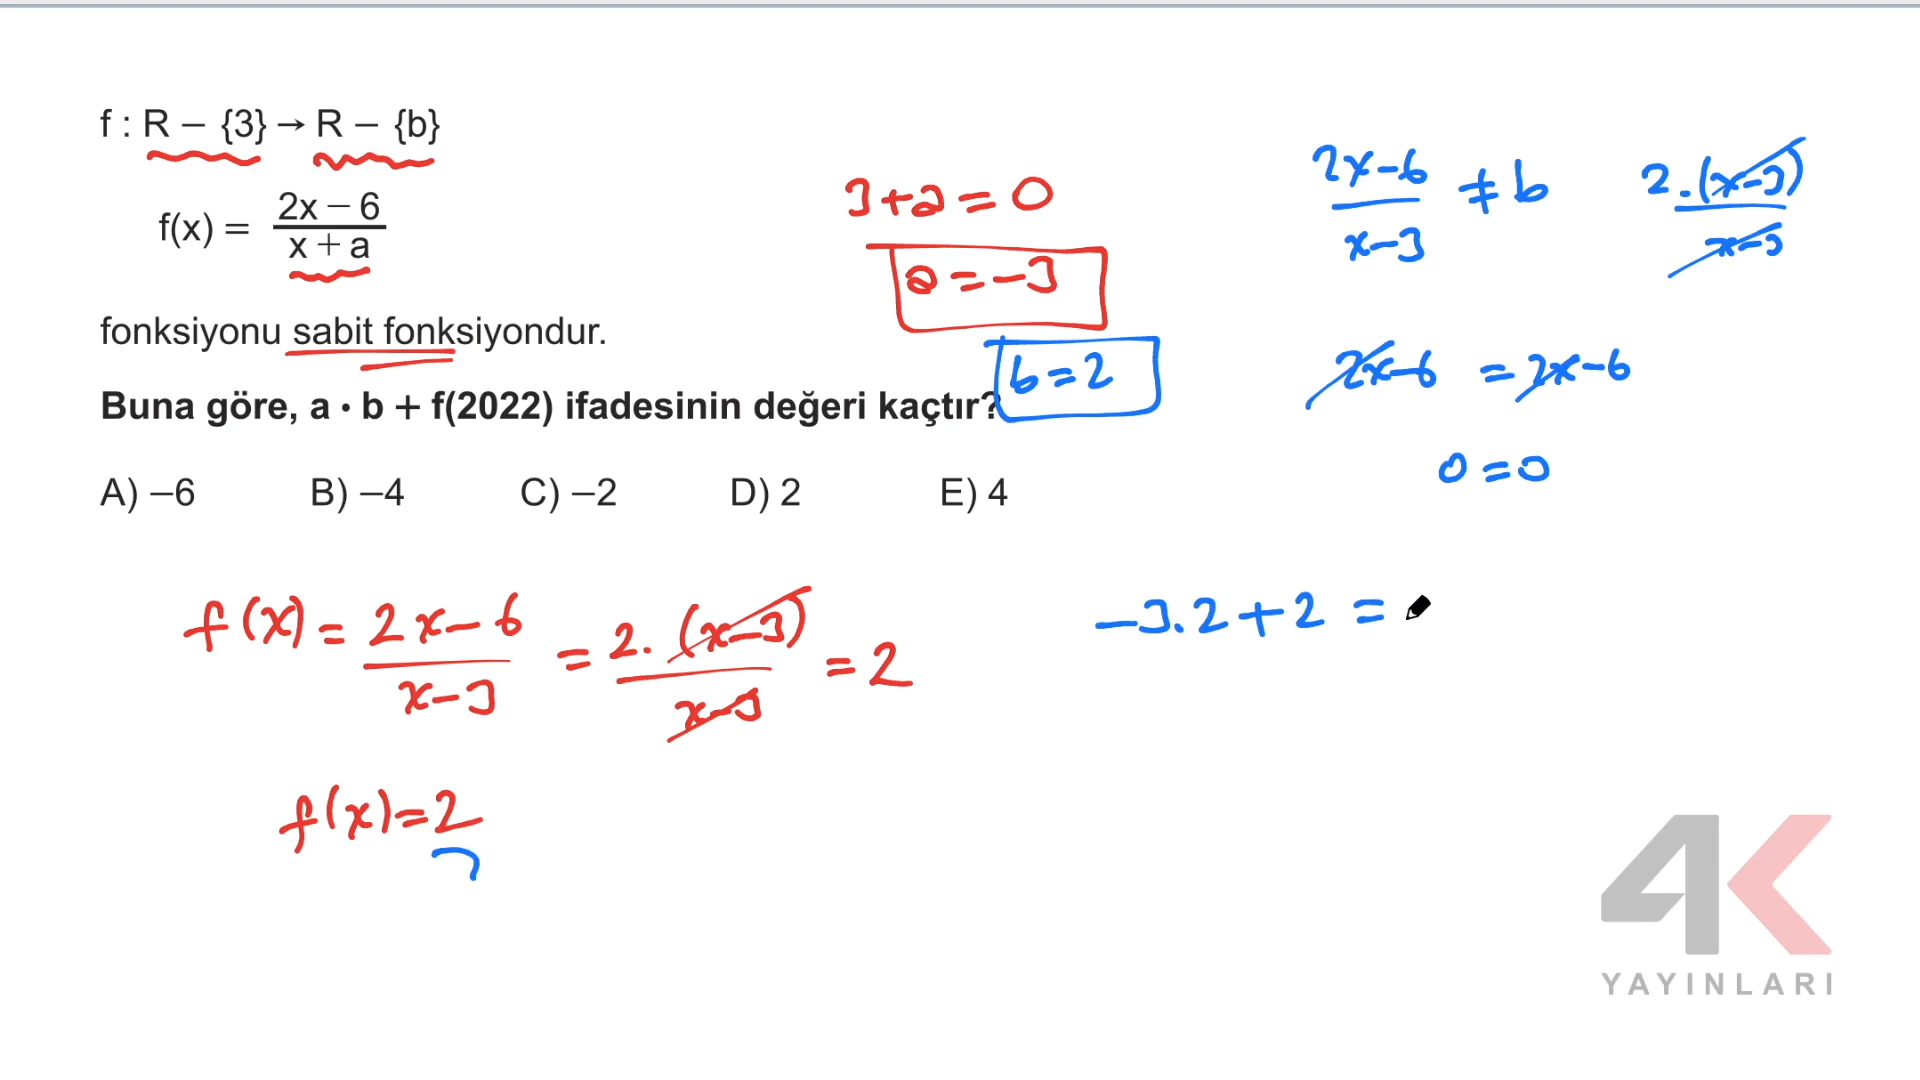 f : R – {3} → R – {b}
f(x) = 2x – 6 / x + a
fonksiyonu sabit fonksiyondur.
Buna göre, a • b + f(2022) ifadesinin değeri kaçtır?
A) –6 B) –4 C) –2 D) 2 E) 4
3+a=0
a=-3
b=2
2x-6 / x-3 ≠ b
2.(x-3) / x-3
2x-6 = 2x-6
0=0
f(x) = 2x-6 / x-3 = 2.(x-3) / x-3 = 2
f(x)=2
-3.2+2=
4K
YAYINLARI